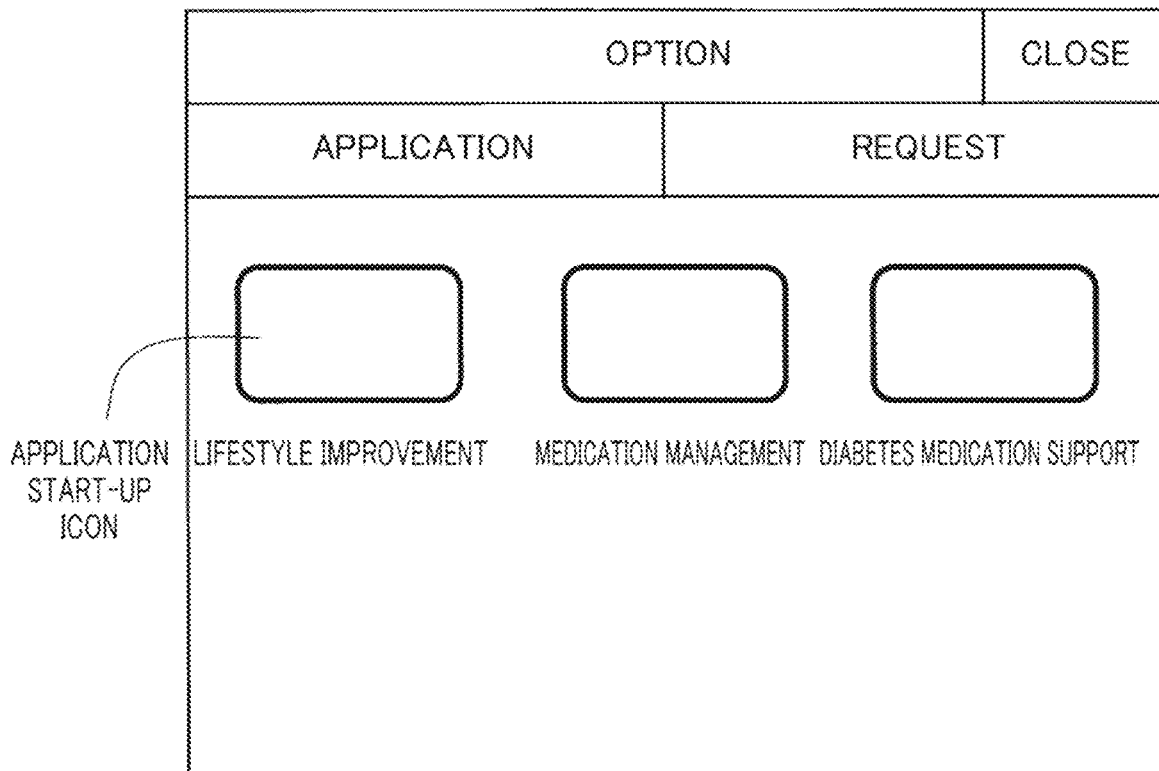 OPTION
CLOSE
APPLICATION
REQUEST
APPLICATION
START-UP
ICON
LIFESTYLE IMPROVEMENT
MEDICATION MANAGEMENT
DIABETES MEDICATION SUPPORT